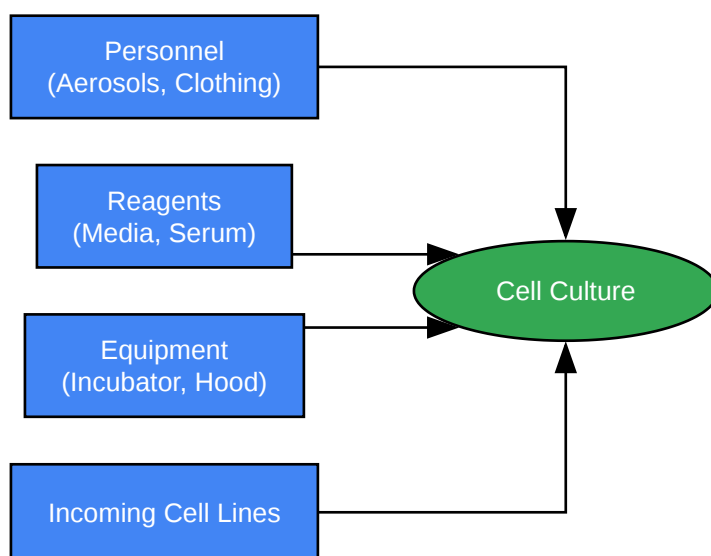 Personnel
(Aerosols, Clothing)
Reagents
(Media, Serum)
Cell Culture
Equipment
(Incubator, Hood)
Incoming Cell Lines